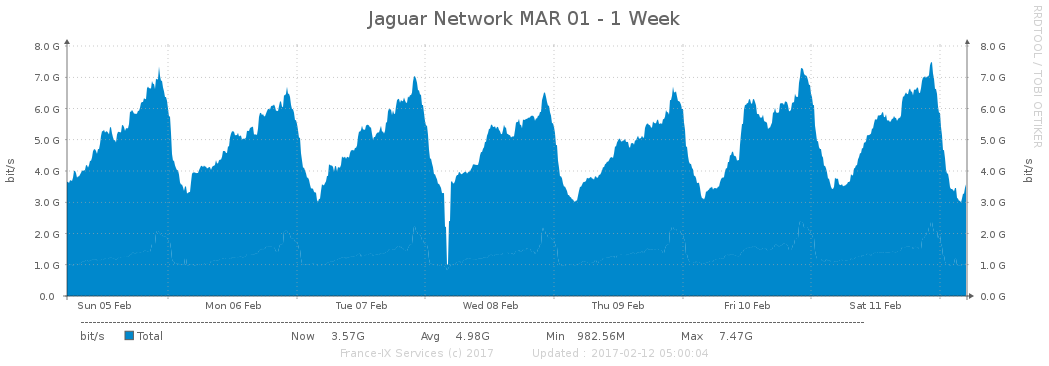 Jaguar Network MAR 01 - 1 Week
RRDTOOL / TOBI OETIKER
8.0 G 8.0 G
7.0 G 7.0 G
6.0 G 6.0 G
5.0 G 5.0 G
4.0 G 4.0 G
3.0 G 3.0 G
2.0 G 2.0 G
1.0 G 1.0 G
0.0 0.0 G
bit/s bit/s
Sun 05 Feb Mon 06 Feb Tue 07 Feb Wed 08 Feb Thu 09 Feb Fri 10 Feb Sat 11 Feb
bit/s Total Now 3.57G Avg 4.98G Min 982.56M Max 7.47G
France-IX Services (c) 2017 Updated : 2017-02-12 05:00:04